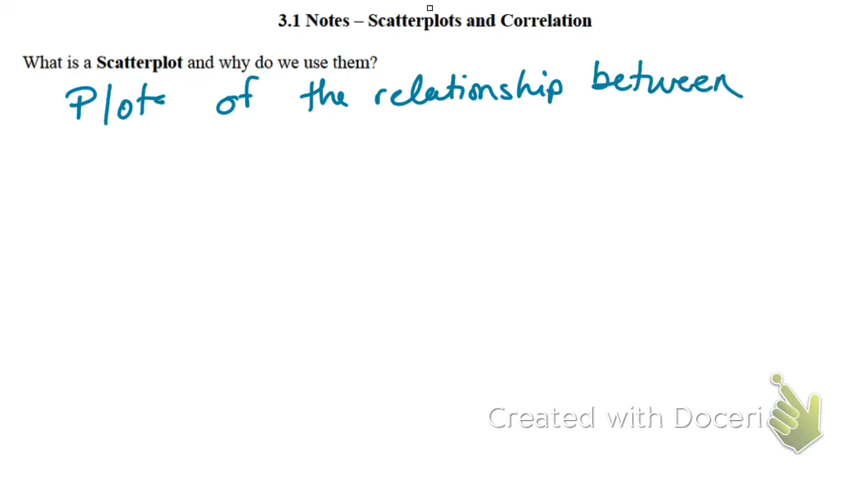 3.1 Notes – Scatterplots and Correlation
What is a Scatterplot and why do we use them?
Plots of the relationship between
Created with Doceri